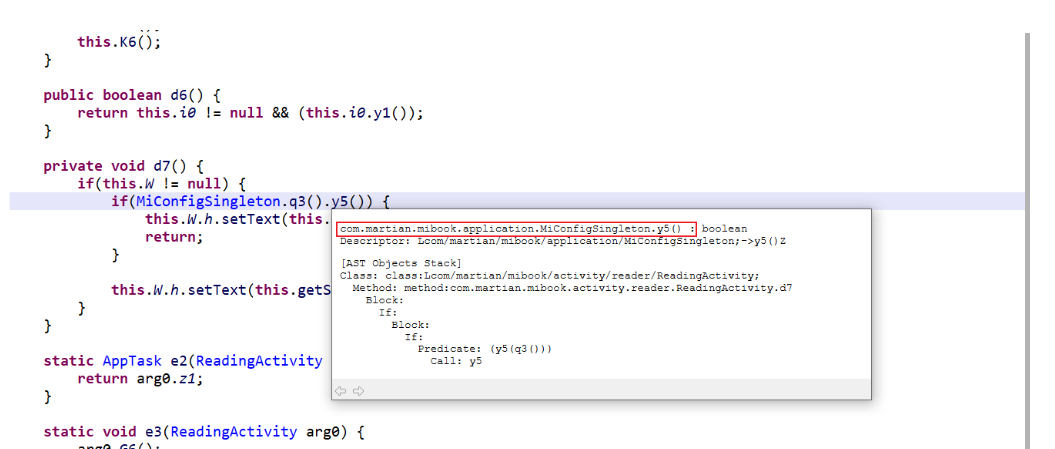 this.K6();
}
public boolean d6() {
return this.i0 != null && (this.i0.y1());
}
private void d7() {
if(this.W != null) {
if(MiConfigSingleton.q3().y5()) {
this.W.h.setText(this.
return;
}
this.W.h.setText(this.getS
}
}
static AppTask e2(ReadingActivity
return arg0.z1;
}
static void e3(ReadingActivity arg0) {
arg0.G6();
com.martian.mibook.application.MiConfigSingleton.y5() : boolean
Descriptor: Lcom/martian/mibook/application/MiConfigSingleton;->y5()Z
[AST Objects Stack]
Class: class:Lcom/martian/mibook/activity/reader/ReadingActivity;
Method: method:com.martian.mibook.activity.reader.ReadingActivity.d7
Block:
If:
Block:
If:
Predicate: (y5(q3()))
Call: y5